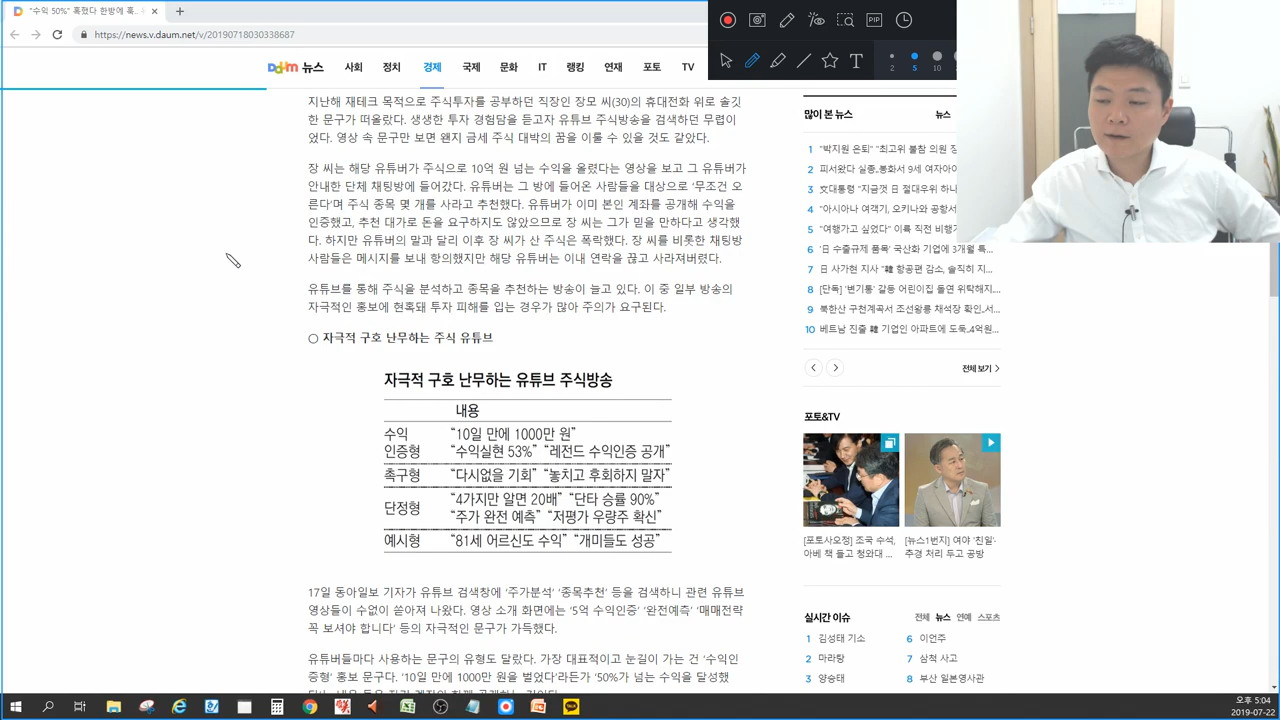 "수익 50%" 혹했다 한방에 훅..
https://news.v.daum.net/v/20190718030338687
PIP
2 5 10
Daum 뉴스 사회 정치 경제 국제 문화 IT 랭킹 연재 포토 TV
지난해 재테크 목적으로 주식투자를 공부하던 직장인 장모 씨(30)의 휴대전화 위로 솔깃
한 문구가 떠올랐다. 생생한 투자 경험담을 듣고자 유튜브 주식방송을 검색하던 무렵이
었다. 영상 속 문구만 보면 왠지 금세 주식 대박의 꿈을 이룰 수 있을 것도 같았다.
장 씨는 해당 유튜버가 주식으로 10억 원 넘는 수익을 올렸다는 영상을 보고 그 유튜버가
안내한 단체 채팅방에 들어갔다. 유튜버는 그 방에 들어온 사람들을 대상으로 '무조건 오
른다'며 주식 종목 몇 개를 사라고 추천했다. 유튜버가 이미 본인 계좌를 공개해 수익을
인증했고, 추천 대가로 돈을 요구하지도 않았으므로 장 씨는 그가 믿을 만하다고 생각했
다. 하지만 유튜버의 말과 달리 이후 장 씨가 산 주식은 폭락했다. 장 씨를 비롯한 채팅방
사람들은 메시지를 보내 항의했지만 해당 유튜버는 이내 연락을 끊고 사라져버렸다.
유튜브를 통해 주식을 분석하고 종목을 추천하는 방송이 늘고 있다. 이 중 일부 방송의
자극적인 홍보에 현혹돼 투자 피해를 입는 경우가 많아 주의가 요구된다.
○ 자극적 구호 난무하는 주식 유튜브
자극적 구호 난무하는 유튜브 주식방송
내용
수익 "10일 만에 1000만 원"
인증형 "수익실현 53%" "레전드 수익인증 공개"
촉구형 "다시없을 기회" "놓치고 후회하지 말자"
"4가지만 알면 20배" "단타 승률 90%"
단정형
"주가 완전 예측" "저평가 우량주 확신"
예시형 "81세 어르신도 수익" "개미들도 성공"
17일 동아일보 기자가 유튜브 검색창에 '주가분석' '종목추천' 등을 검색하니 관련 유튜브
영상들이 수없이 쏟아져 나왔다. 영상 소개 화면에는 '5억 수익인증' '완전예측' '매매전략
꼭 보셔야 합니다' 등의 자극적인 문구가 가득했다.
유튜버들마다 사용하는 문구의 유형도 달랐다. 가장 대표적이고 눈길이 가는 건 '수익인
증형' 홍보 문구다. '10일 만에 1000만 원을 벌었다'라든가 '50%가 넘는 수익을 달성했
많이 본 뉴스 뉴스
1 "박지원 은퇴" "최고위 불참 의원 징
2 피서왔다 실종..봉화서 9세 여자아이
3 文대통령 "지금껏 日 절대우위 하나
4 "아시아나 여객기, 오키나와 공항서
5 "여행가고 싶었다" 이륙 직전 비행기
6 '日 수출규제 품목' 국산화 기업에 3개월 특...
7 日 사가현 지사 "韓 항공편 감소, 솔직히 지...
8 [단독] '변기통' 갈등 어린이집 돌연 위탁해지...
9 북한산 구천계곡서 조선왕릉 채석장 확인..서...
10 베트남 진출 韓 기업인 아파트에 도둑..4억원...
전체 보기 >
포토&TV
[포토사오정] 조국 수석,
아베 책 들고 청와대 ...
[뉴스1번지] 여야 '친일'·
추경 처리 두고 공방
실시간 이슈 전체 뉴스 연예 스포츠
1 김성태 기소
2 마라탕
3 양승태
6 이언주
7 삼척 사고
8 부산 일본영사관
TALK
오후 5:04
2019-07-22